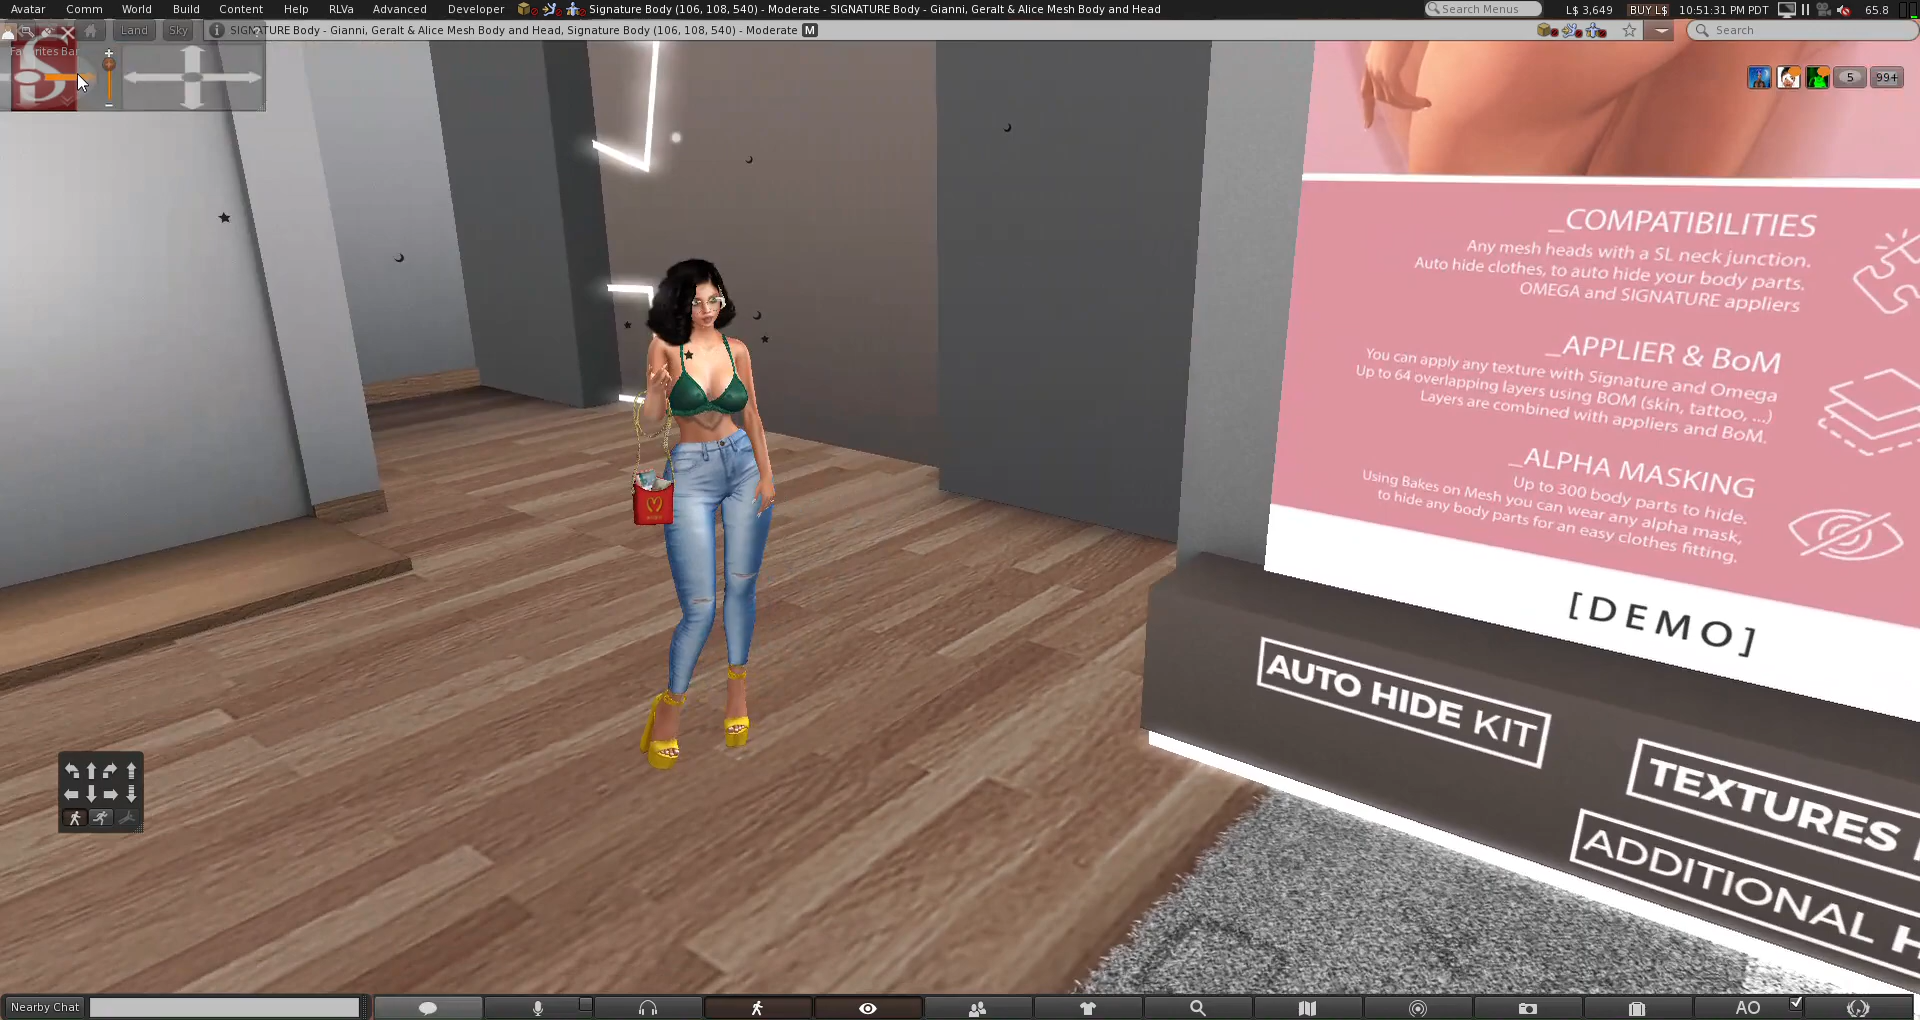 Avatar Comm World Build Content Help RLVa Advanced Developer Signature Body (106, 108, 540) - Moderate - SIGNATURE Body - Gianni, Geralt & Alice Mesh Body and Head Search Menus L$ 3,649 BUY L$ 10:51:31 PM PDT 65.8
Land Sky SIGNATURE Body - Gianni, Geralt & Alice Mesh Body and Head, Signature Body (106, 108, 540) - Moderate M Search
Favorites Bar
5 99+
_COMPATIBILITIES
Any mesh heads with a SL neck junction.
Auto hide clothes, to auto hide your body parts.
OMEGA and SIGNATURE appliers
_APPLIER & BoM
You can apply any texture with Signature and Omega
Up to 64 overlapping layers using BOM (skin, tattoo, ...)
Layers are combined with appliers and BoM.
_ALPHA MASKING
Up to 300 body parts to hide.
Using Bakes on Mesh you can wear any alpha mask,
to hide any body parts for an easy clothes fitting.
[DEMO]
AUTO HIDE KIT
TEXTURES
ADDITIONAL H
Nearby Chat AO